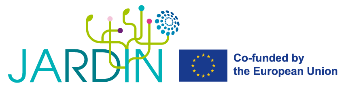 JARDIN
Co-funded by
the European Union